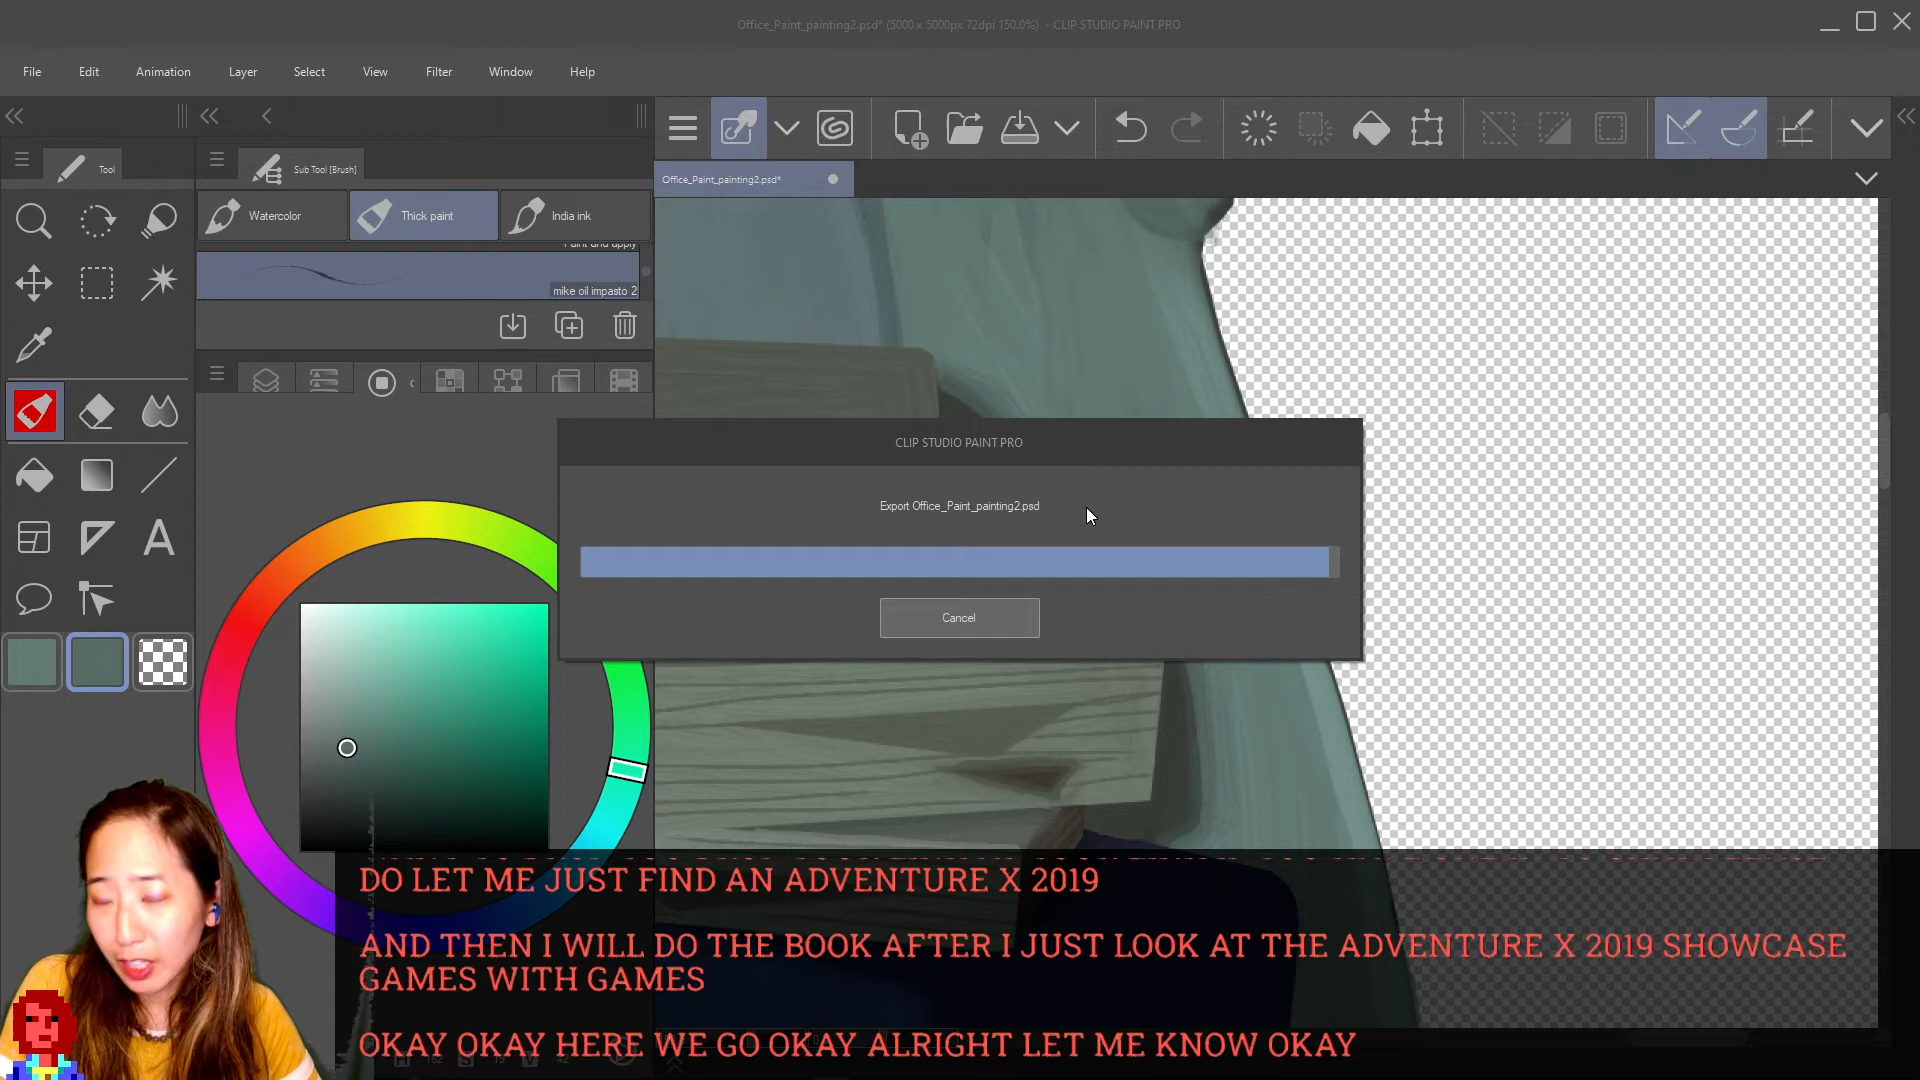 Office_Paint_painting2.psd* (5000 x 5000px 72dpi 150.0%) - CLIP STUDIO PAINT PRO
File Edit Animation Layer Select View Filter Window Help
Tool
Sub Tool [Brush]
Office_Paint_painting2.psd*
Watercolor
Thick paint
India ink
Paint and apply
mike oil impasto 2
CLIP STUDIO PAINT PRO
Export Office_Paint_painting2.psd
Cancel
DO LET ME JUST FIND AN ADVENTURE X 2019
AND THEN I WILL DO THE BOOK AFTER I JUST LOOK AT THE ADVENTURE X 2019 SHOWCASE
GAMES WITH GAMES
OKAY OKAY HERE WE GO OKAY ALRIGHT LET ME KNOW OKAY